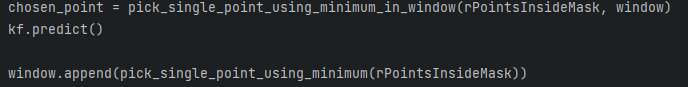 chosen_point = pick_single_point_using_minimum_in_window(rPointsInsideMask, window)
kf.predict()
window.append(pick_single_point_using_minimum(rPointsInsideMask))